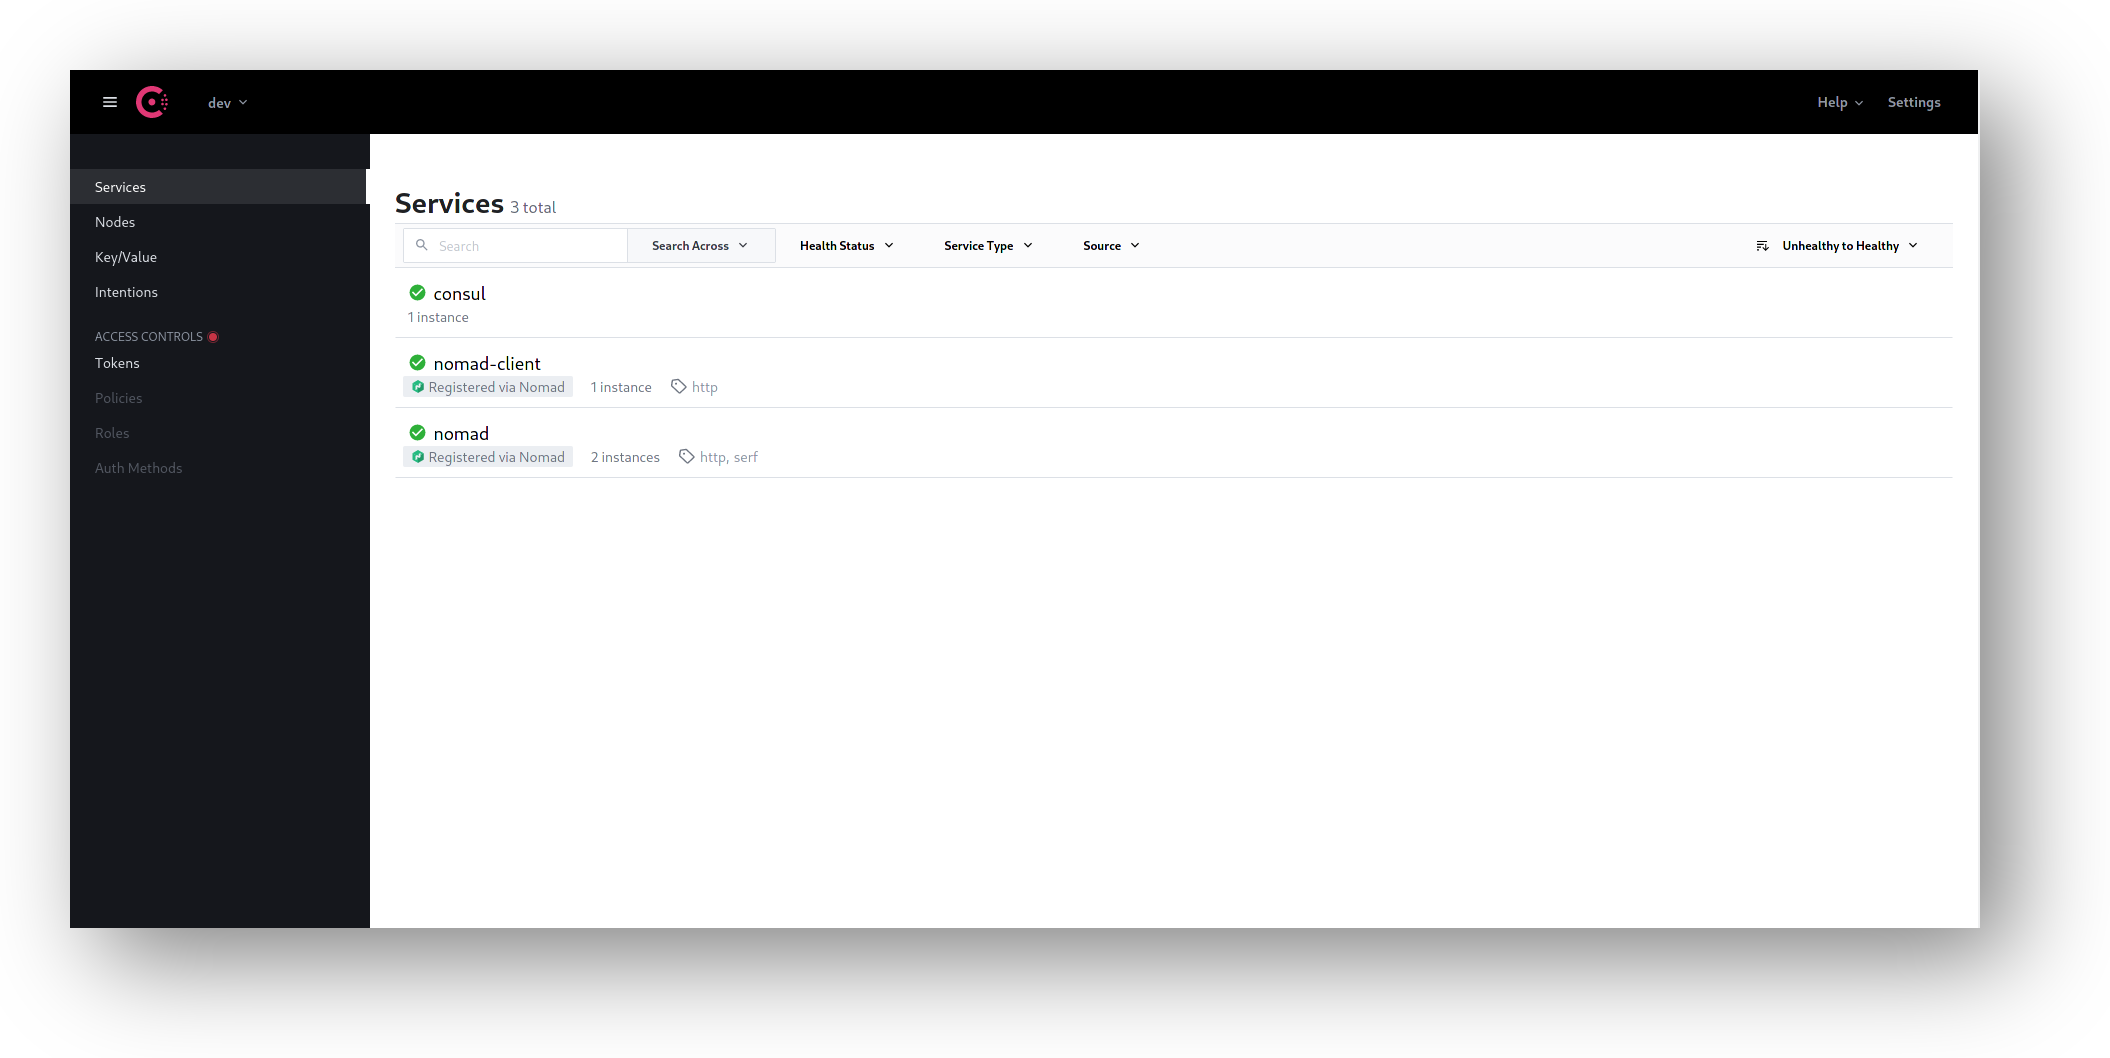 dev
Help
Settings
Services
Nodes
Key/Value
Intentions
ACCESS CONTROLS
Tokens
Policies
Roles
Auth Methods
Services 3 total
Search
Search Across
Health Status
Service Type
Source
Unhealthy to Healthy
consul
1 instance
nomad-client
Registered via Nomad 1 instance http
nomad
Registered via Nomad 2 instances http, serf